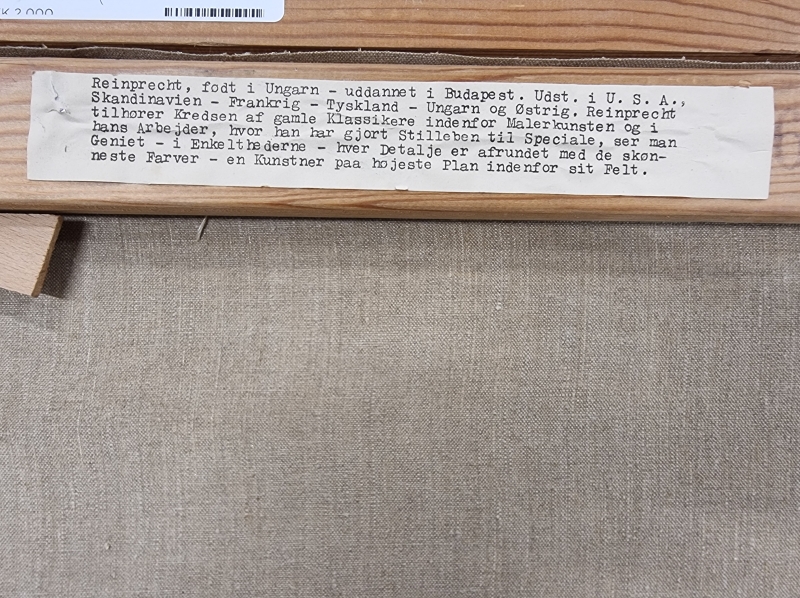 K 2.000
Reinprecht, født i Ungarn - uddannet i Budapest. Udst. i U. S. A.,
Skandinavien - Frankrig - Tyskland - Ungarn og Østrig. Reinprecht
tilhører Kredsen af gamle Klassikere indenfor Malerkunsten og i
hans Arbejder, hvor han har gjort Stilleben til Speciale, ser man
Geniet - i Enkelthederne - hver Detalje er afrundet med de skøn-
neste Farver - en Kunstner paa højeste Plan indenfor sit Felt.